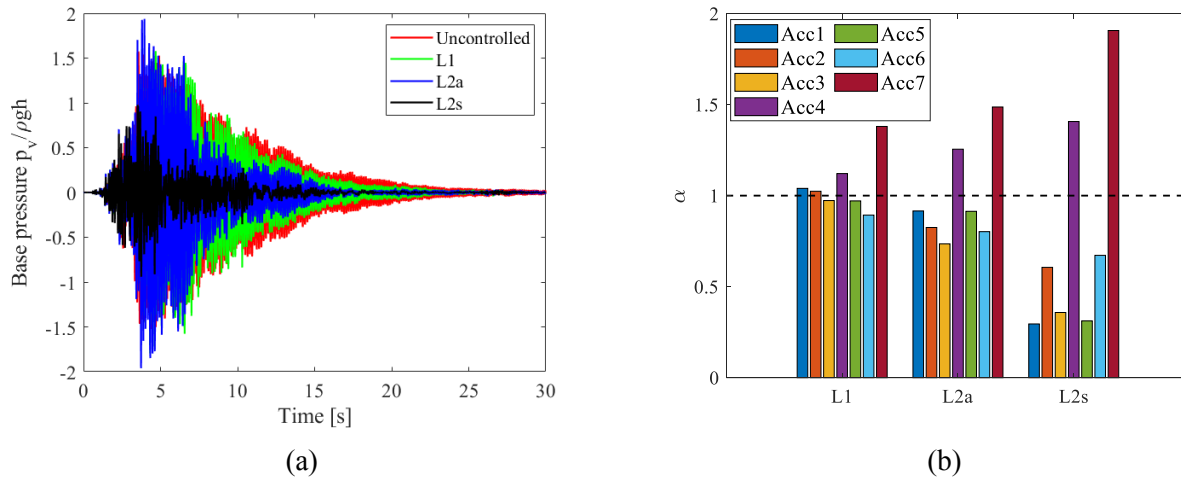 Base pressure p_v/ρgh
2
1.5
1
0.5
0
-0.5
-1
-1.5
-2
0 5 10 15 20 25 30
Time [s]
Uncontrolled
L1
L2a
L2s
(a)
α
2
1.5
1
0.5
0
Acc1 Acc5
Acc2 Acc6
Acc3 Acc7
Acc4
L1 L2a L2s
(b)